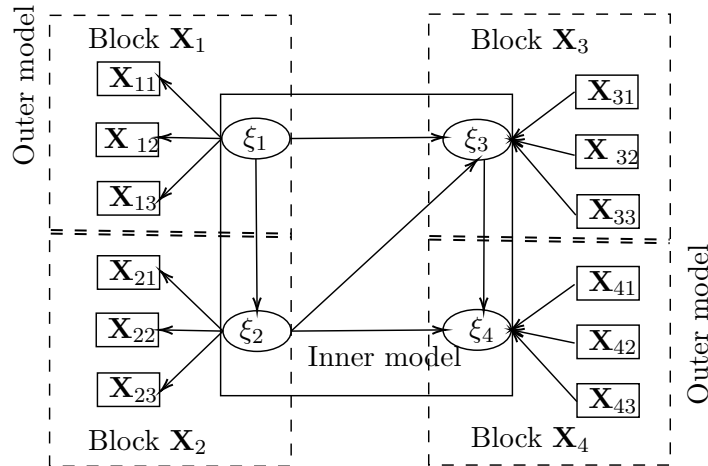 Outer model
Block X₁
X₁₁
X ₁₂
X₁₃
ξ₁
ξ₃
Block X₃
X₃₁
X ₃₂
X₃₃
X₂₁
X₂₂
X₂₃
Block X₂
ξ₂
ξ₄
Inner model
X₄₁
X₄₂
X₄₃
Block X₄
Outer model